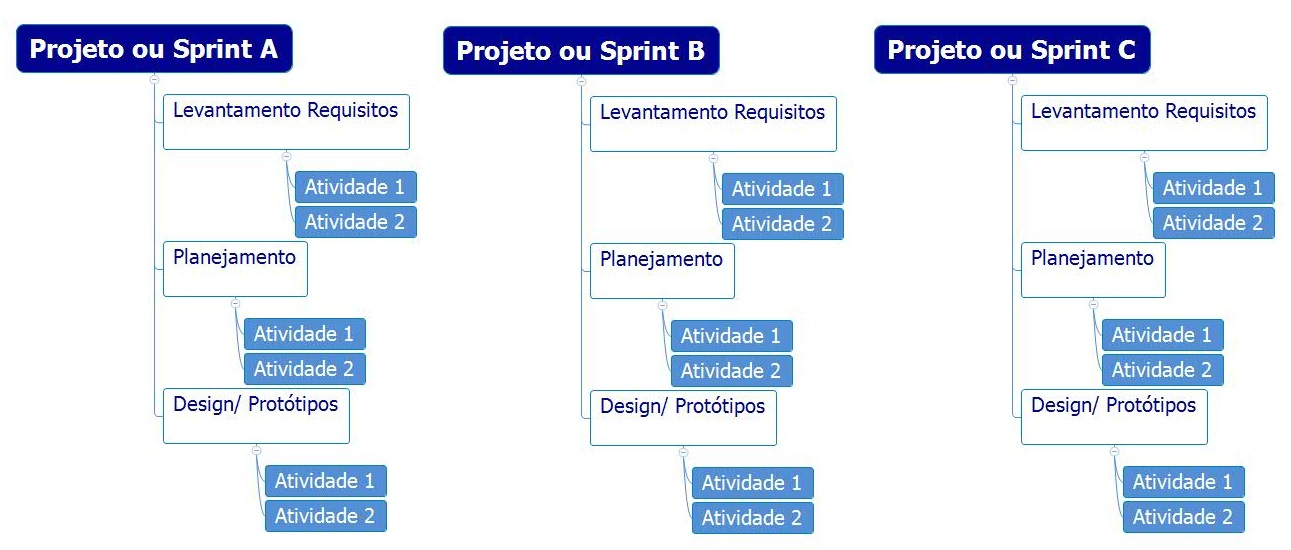 Projeto ou Sprint A
Levantamento Requisitos
Atividade 1
Atividade 2
Planejamento
Atividade 1
Atividade 2
Design/ Protótipos
Atividade 1
Atividade 2
Projeto ou Sprint B
Levantamento Requisitos
Atividade 1
Atividade 2
Planejamento
Atividade 1
Atividade 2
Design/ Protótipos
Atividade 1
Atividade 2
Projeto ou Sprint C
Levantamento Requisitos
Atividade 1
Atividade 2
Planejamento
Atividade 1
Atividade 2
Design/ Protótipos
Atividade 1
Atividade 2